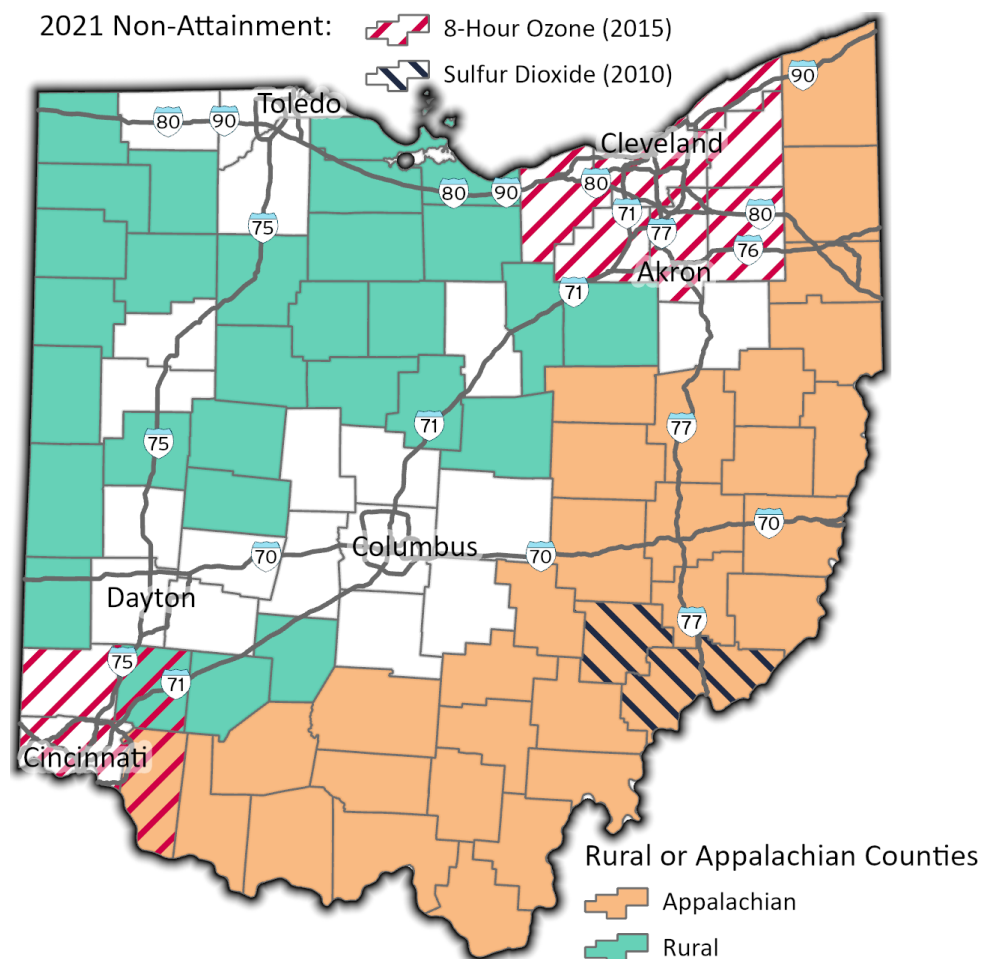 2021 Non-Attainment:
8-Hour Ozone (2015)
Sulfur Dioxide (2010)
90
Toledo
80
90
Cleveland
80
90
80
71
80
75
77
76
Akron
71
71
77
75
70
70
70
Columbus
Dayton
77
75
71
Cincinnati
Rural or Appalachian Counties
Appalachian
Rural